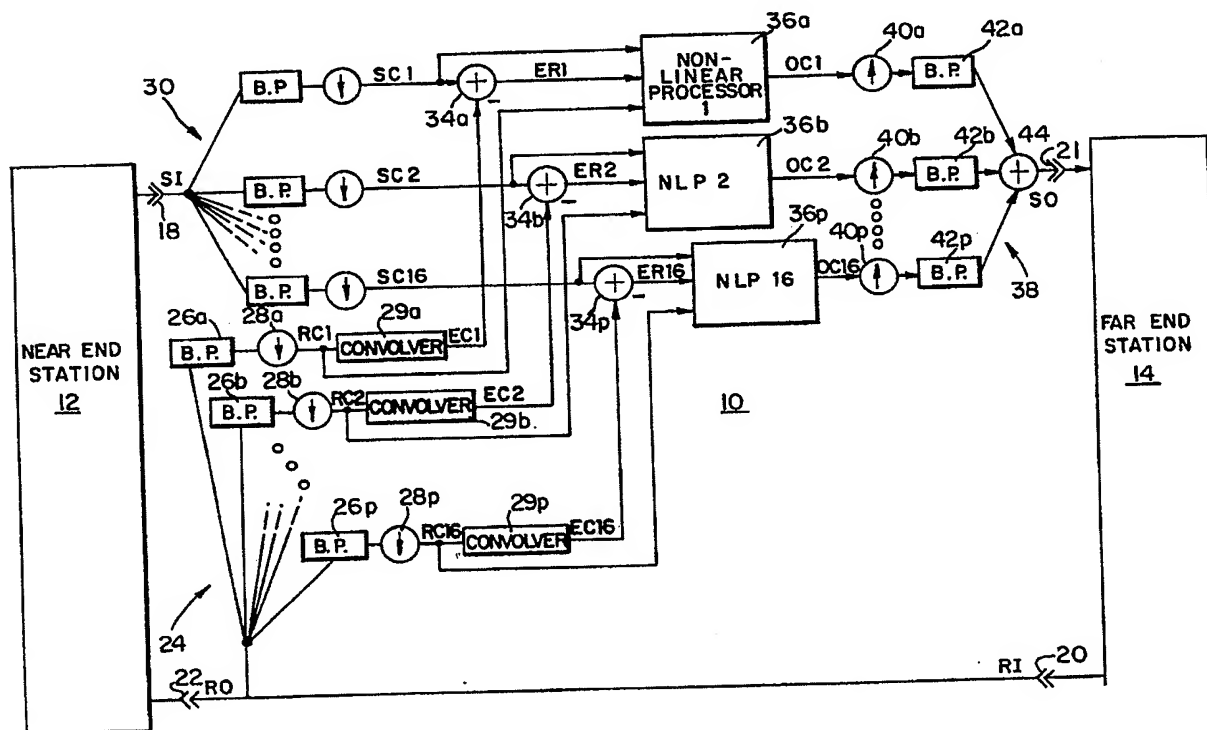 36a
40a
42a
B.P
SC1
ER1
NON-
LINEAR
PROCESSOR
1
OC1
B.P.
30
34a
-
36b
40b
42b
44
21
SI
B.P.
SC2
ER2
NLP 2
OC2
B.P.
SO
18
34b
-
36p
40p
42p
B.P.
SC16
ER16
NLP 16
OC16
B.P.
38
26a
28a
34p
-
RC1
29a
CONVOLVER
EC1
B.P.
NEAR END
STATION
12
FAR END
STATION
14
26b
28b
RC2
CONVOLVER
EC2
B.P.
29b.
10
26p
28p
RC16
29p
CONVOLVER
EC16
B.P.
24
22
RO
RI
20